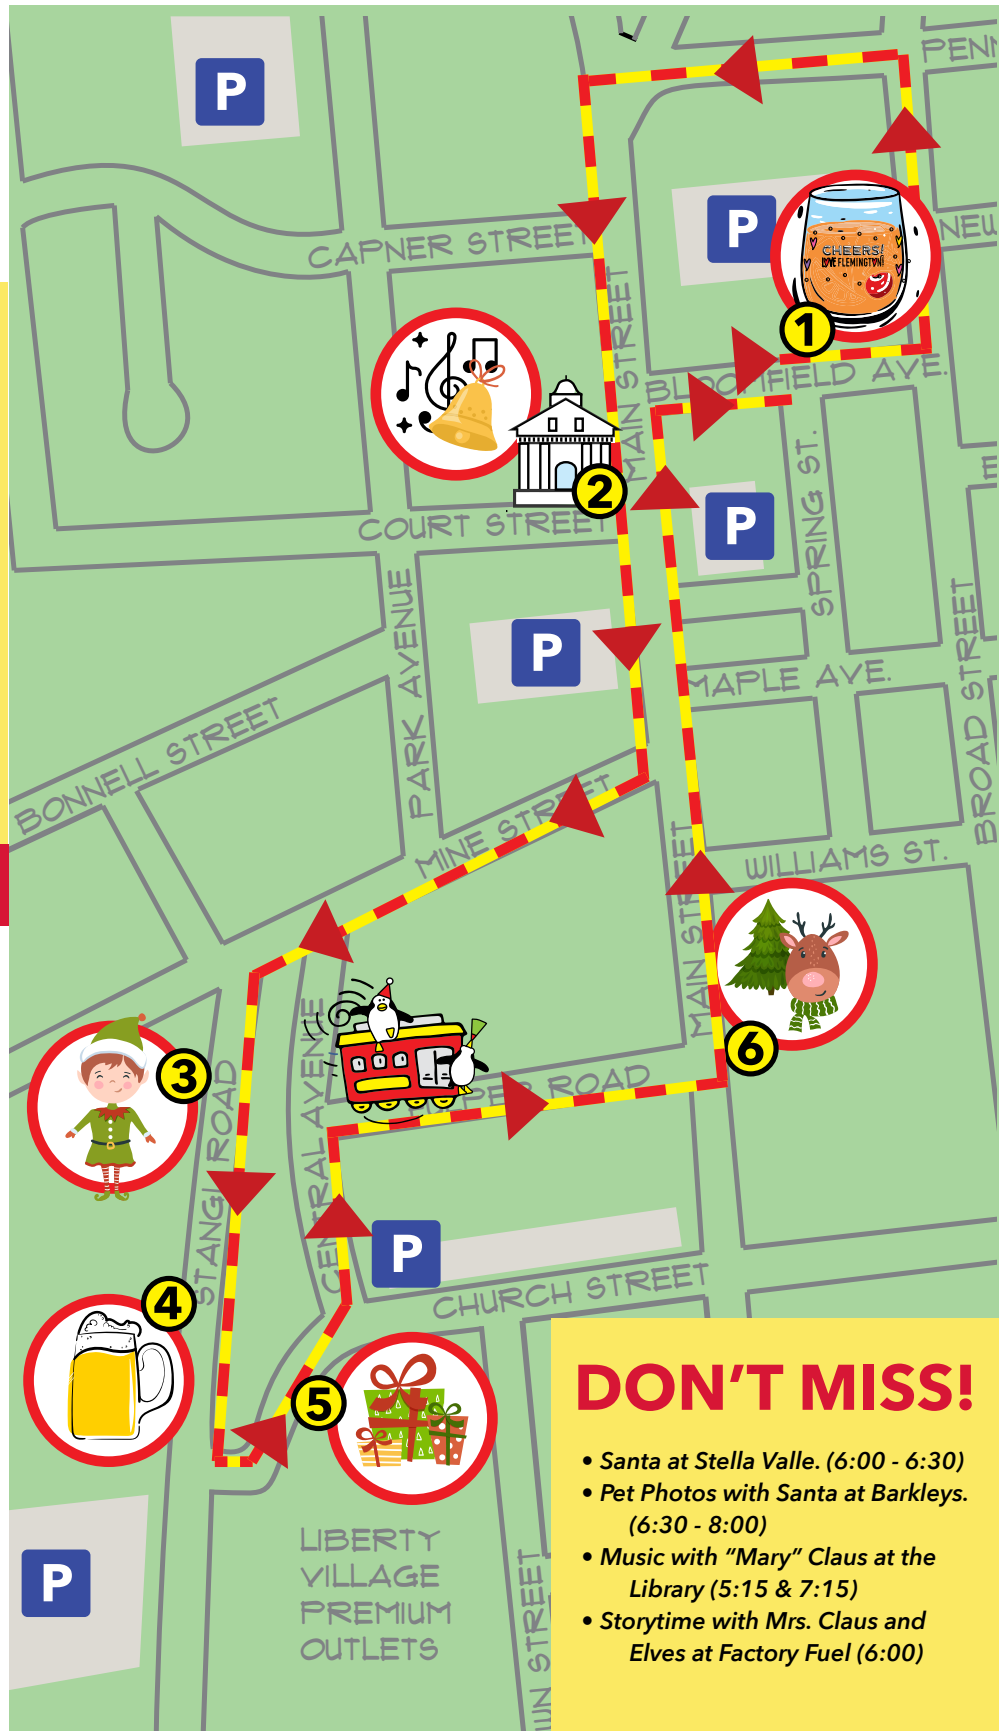 P
PENN
P
NEW
CAPNER STREET
CHEERS!
LOVE FLEMINGTON!
1
MAIN STREET
BLOOMFIELD AVE.
2
COURT STREET
P
SPRING ST.
P
PARK AVENUE
MAPLE AVE.
BROAD STREET
BONNELL STREET
MINE STREET
WILLIAMS ST.
MAIN STREET
6
3
STANGL ROAD
CENTRAL AVENUE
ROAD
P
CHURCH STREET
4
5
DON'T MISS!
• Santa at Stella Valle. (6:00 - 6:30)
• Pet Photos with Santa at Barkleys.
(6:30 - 8:00)
• Music with “Mary” Claus at the
Library (5:15 & 7:15)
• Storytime with Mrs. Claus and
Elves at Factory Fuel (6:00)
LIBERTY
VILLAGE
PREMIUM
OUTLETS
P
STREET